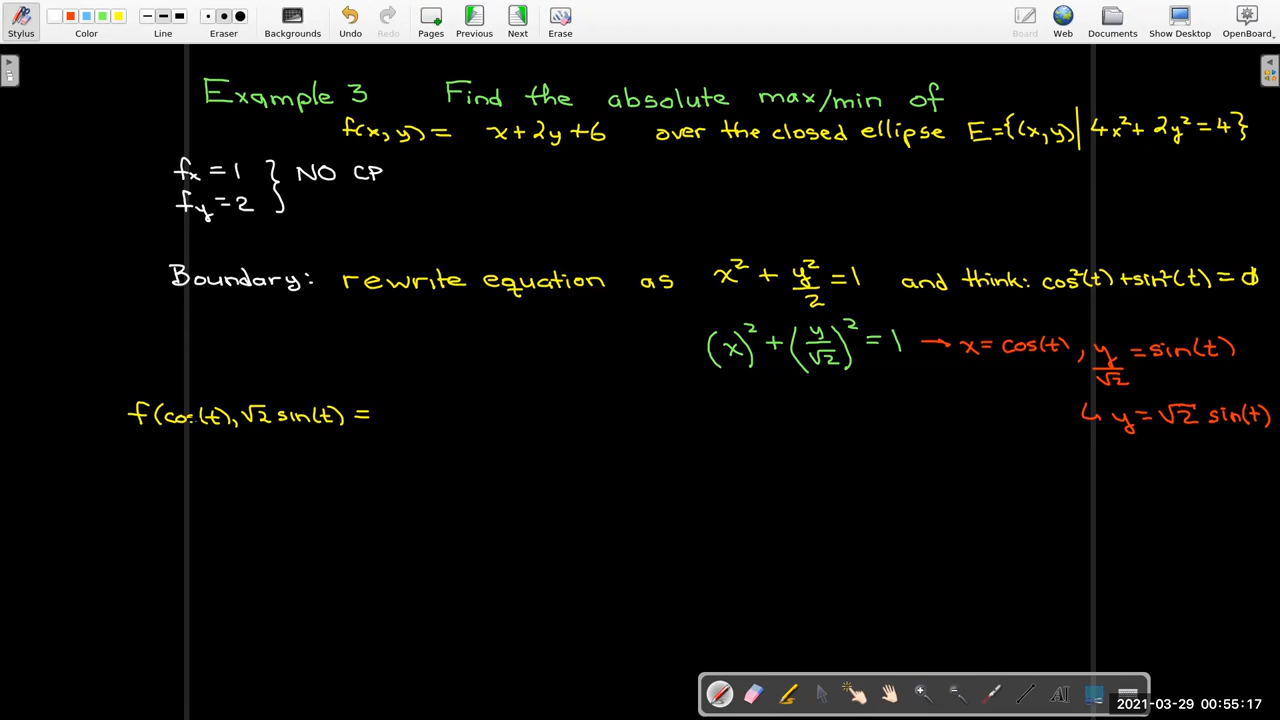 Stylus Color Line Eraser Backgrounds Undo Redo Pages Previous Next Erase Board Web Documents Show Desktop OpenBoard
Example 3 Find the absolute max/min of
f(x,y) = x+2y+6 over the closed ellipse E={(x,y)| 4x²+2y²=4}
fx = 1 } NO CP
fy = 2
Boundary: rewrite equation as x² + y²/2 = 1 and think: cos²(t)+sin²(t)=
(x)² + (y/√2)² = 1 → x = cos(t), y/√2 = sin(t)
f(cos(t), √2 sin(t) = ↳ y = √2 sin(t)
2021-03-29 00:55:17